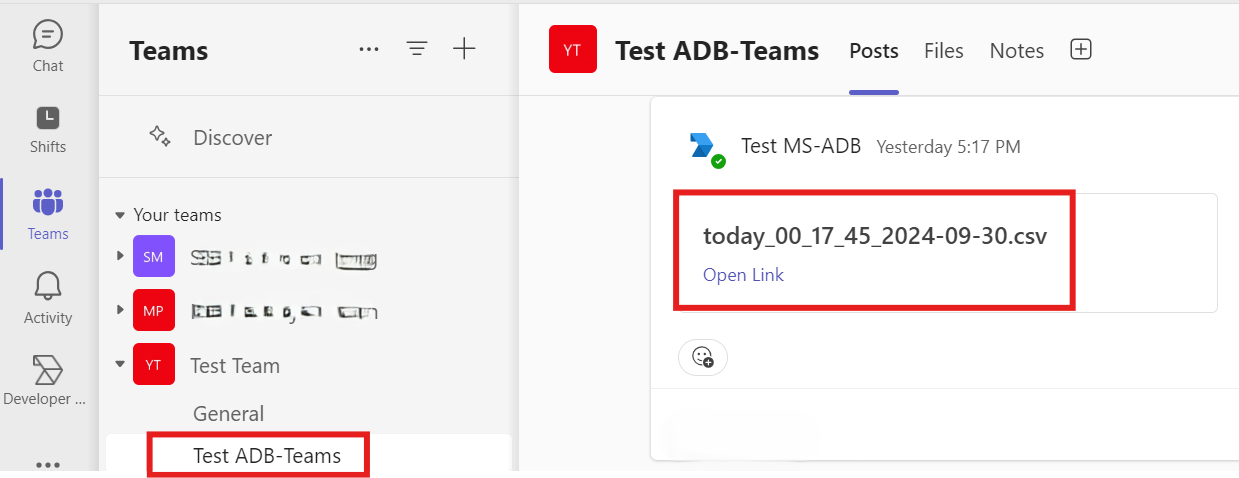 Chat
Shifts
Teams
Activity
Developer ...
Teams
Discover
Your teams
SM
MP
YT Test Team
General
Test ADB-Teams
YT Test ADB-Teams Posts Files Notes
Test MS-ADB Yesterday 5:17 PM
today_00_17_45_2024-09-30.csv
Open Link